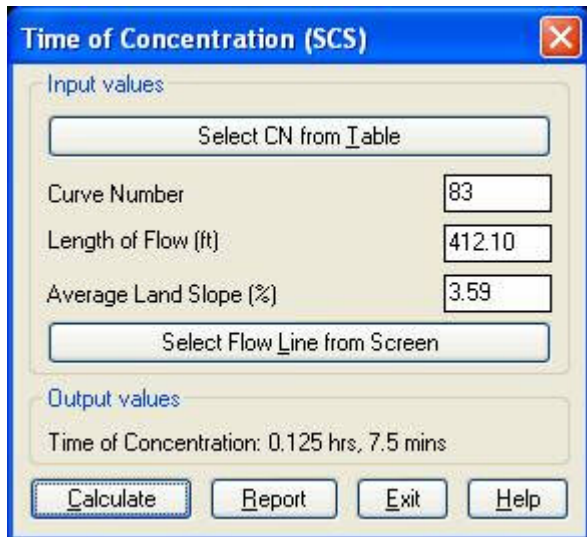 Time of Concentration (SCS)
Input values
Select CN from Table
Curve Number 83
Length of Flow (ft) 412.10
Average Land Slope (%) 3.59
Select Flow Line from Screen
Output values
Time of Concentration: 0.125 hrs, 7.5 mins
Calculate Report Exit Help